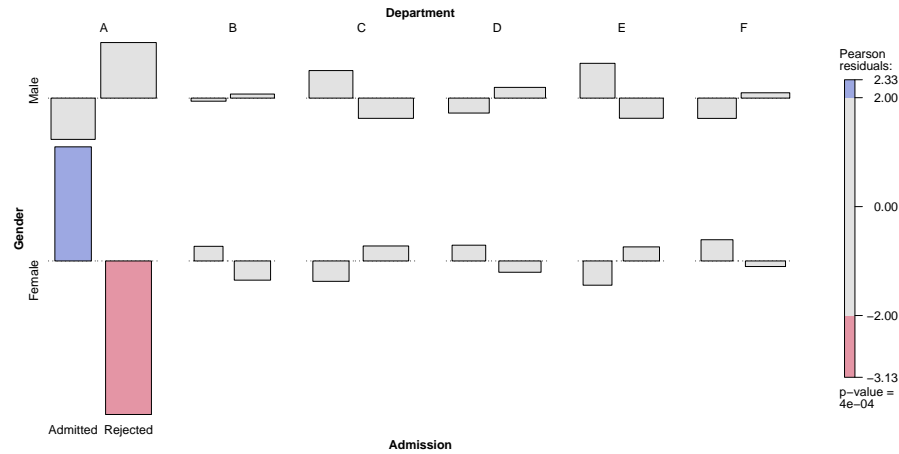 Department
A B C D E F
Male
Female
Gender
Admitted Rejected
Admission
Pearson
residuals:
2.33
2.00
0.00
−2.00
−3.13
p−value =
4e−04